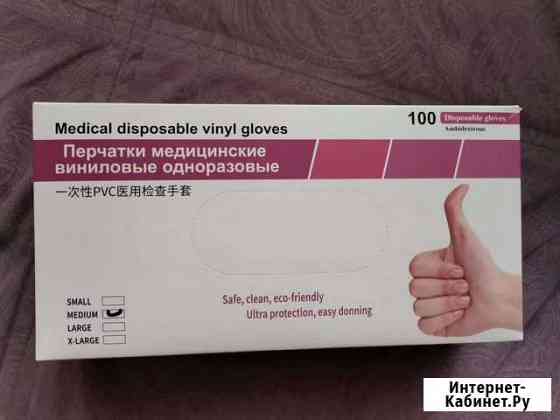 Medical disposable vinyl gloves
100 Disposable gloves
Ambidextrous
Перчатки медицинские
виниловые одноразовые
一次性PVC医用检查手套
SMALL
MEDIUM
LARGE
X-LARGE
Safe, clean, eco-friendly
Ultra protection, easy donning
Интернет-
Кабинет.Ру